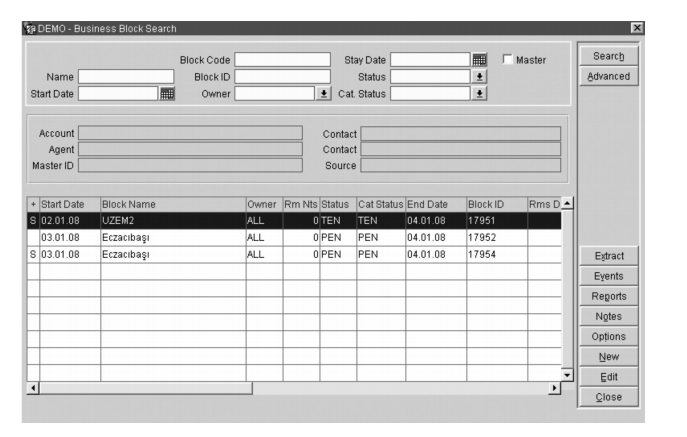 DEMO - Business Block Search
Block Code Stay Date Master Search
Name Block ID Status Advanced
Start Date Owner Cat. Status
Account Contact
Agent Contact
Master ID Source
+ Start Date Block Name Owner Rm Nts Status Cat Status End Date Block ID Rms D
S 02.01.08 UZEM2 ALL 0 TEN TEN 04.01.08 17951
03.01.08 Eczacıbaşı ALL 0 PEN PEN 04.01.08 17952
S 03.01.08 Eczacıbaşı ALL 0 PEN PEN 04.01.08 17954
Extract
Events
Reports
Notes
Options
New
Edit
Close